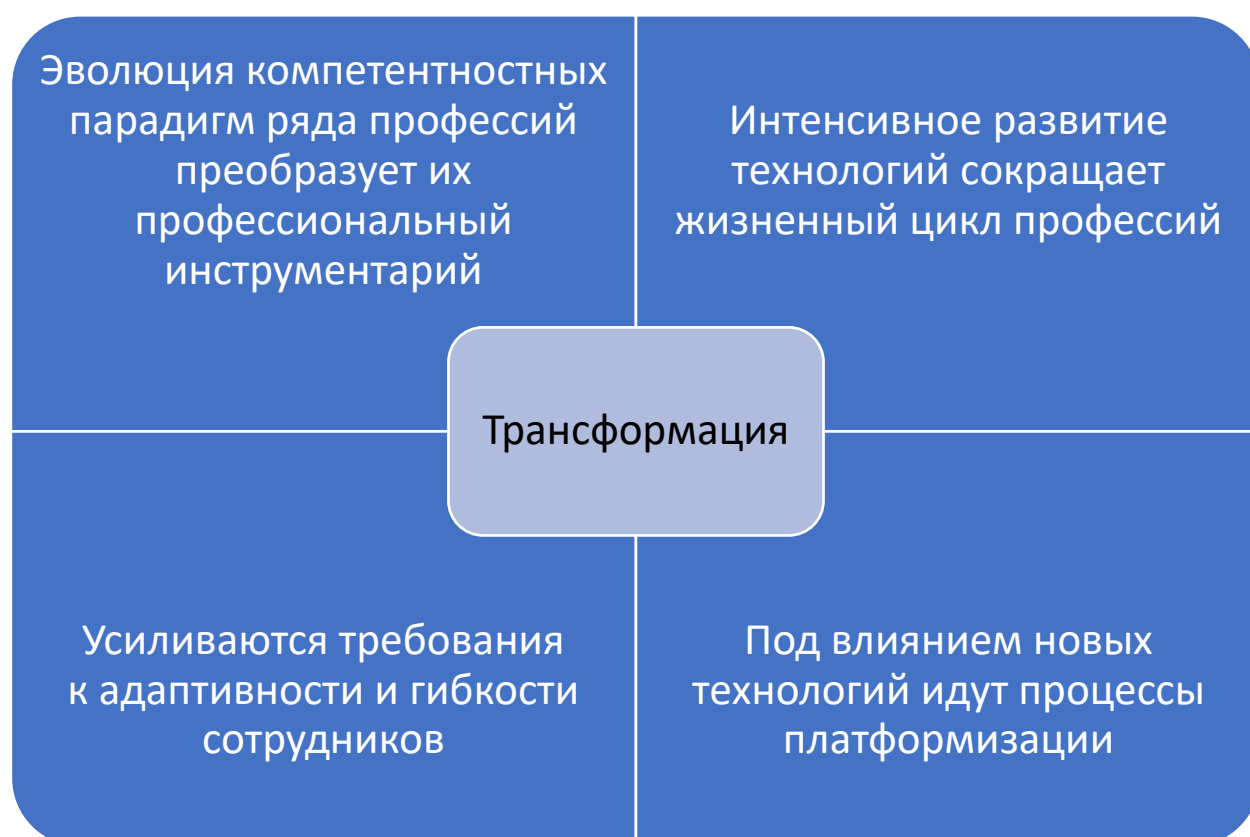 Эволюция компетентностных
парадигм ряда профессий
преобразует их
профессиональный
инструментарий
Интенсивное развитие
технологий сокращает
жизненный цикл профессий
Трансформация
Усиливаются требования
к адаптивности и гибкости
сотрудников
Под влиянием новых
технологий идут процессы
платформизации